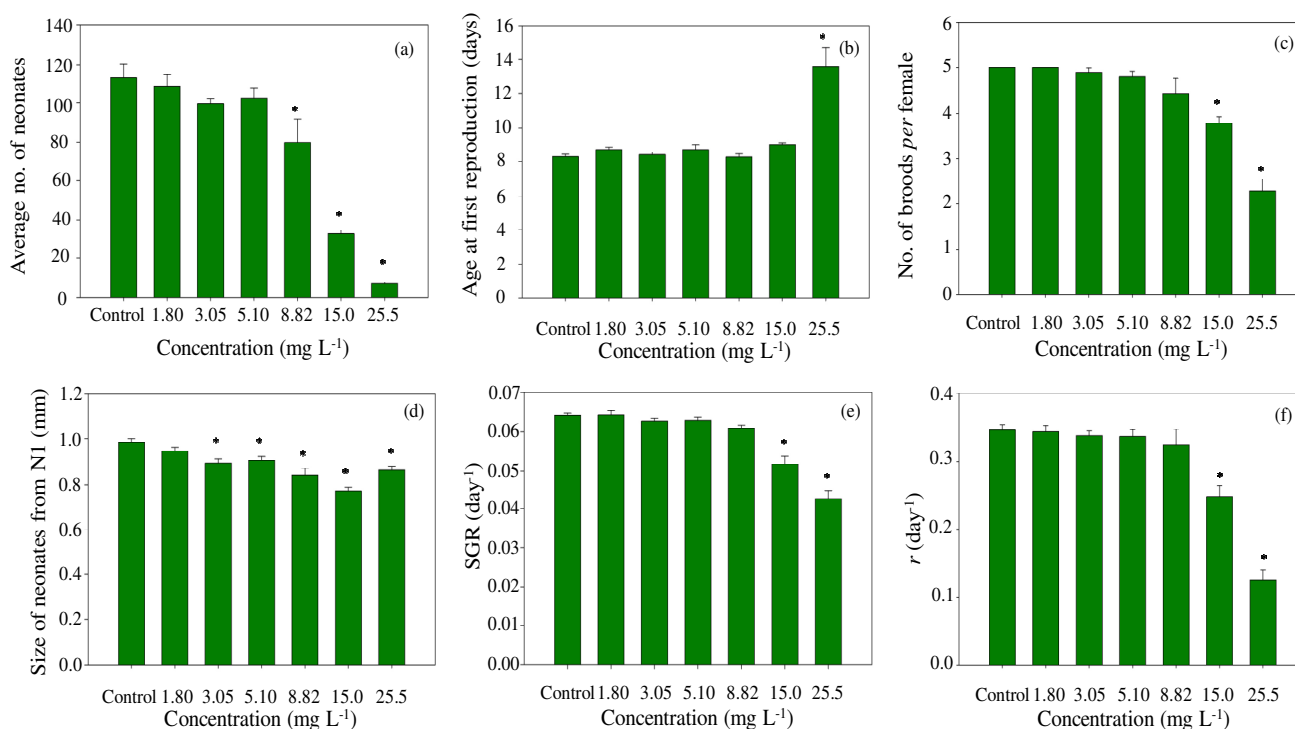 Average no. of neonates
140
120
100
80
60
40
20
0
(a)
*
*
*
Control 1.80 3.05 5.10 8.82 15.0 25.5
Concentration (mg L⁻¹)
Age at first reproduction (days)
16
14
12
10
8
6
4
2
0
(b)
*
Control 1.80 3.05 5.10 8.82 15.0 25.5
Concentration (mg L⁻¹)
No. of broods per female
6
5
4
3
2
1
0
(c)
*
*
Control 1.80 3.05 5.10 8.82 15.0 25.5
Concentration (mg L⁻¹)
Size of neonates from N1 (mm)
1.2
1.0
0.8
0.6
0.4
0.2
0.0
(d)
*
*
*
*
*
Control 1.80 3.05 5.10 8.82 15.0 25.5
Concentration (mg L⁻¹)
SGR (day⁻¹)
0.07
0.06
0.05
0.04
0.03
0.02
0.01
0.00
(e)
*
*
Control 1.80 3.05 5.10 8.82 15.0 25.5
Concentration (mg L⁻¹)
r (day⁻¹)
0.4
0.3
0.2
0.1
0.0
(f)
*
*
Control 1.80 3.05 5.10 8.82 15.0 25.5
Concentration (mg L⁻¹)